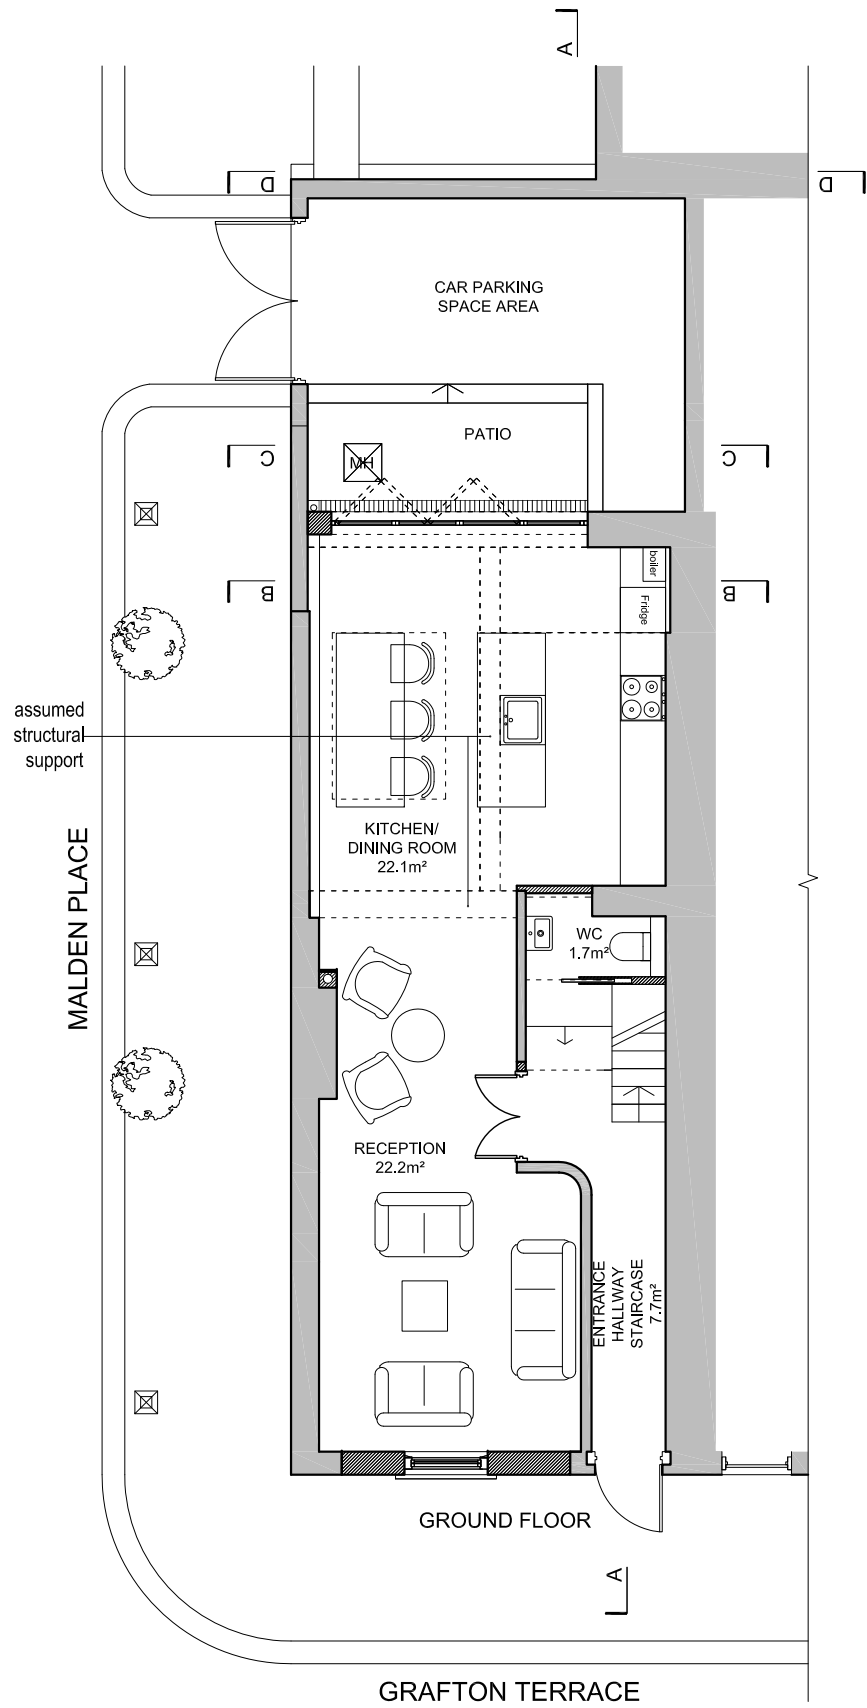 A
D
D
CAR PARKING
SPACE AREA
PATIO
MH
C
C
boiler
B
B
Fridge
assumed
structural
support
KITCHEN/
DINING ROOM
22.1m²
MALDEN PLACE
WC
1.7m²
RECEPTION
22.2m²
ENTRANCE
HALLWAY
STAIRCASE
7.7m²
GROUND FLOOR
A
GRAFTON TERRACE